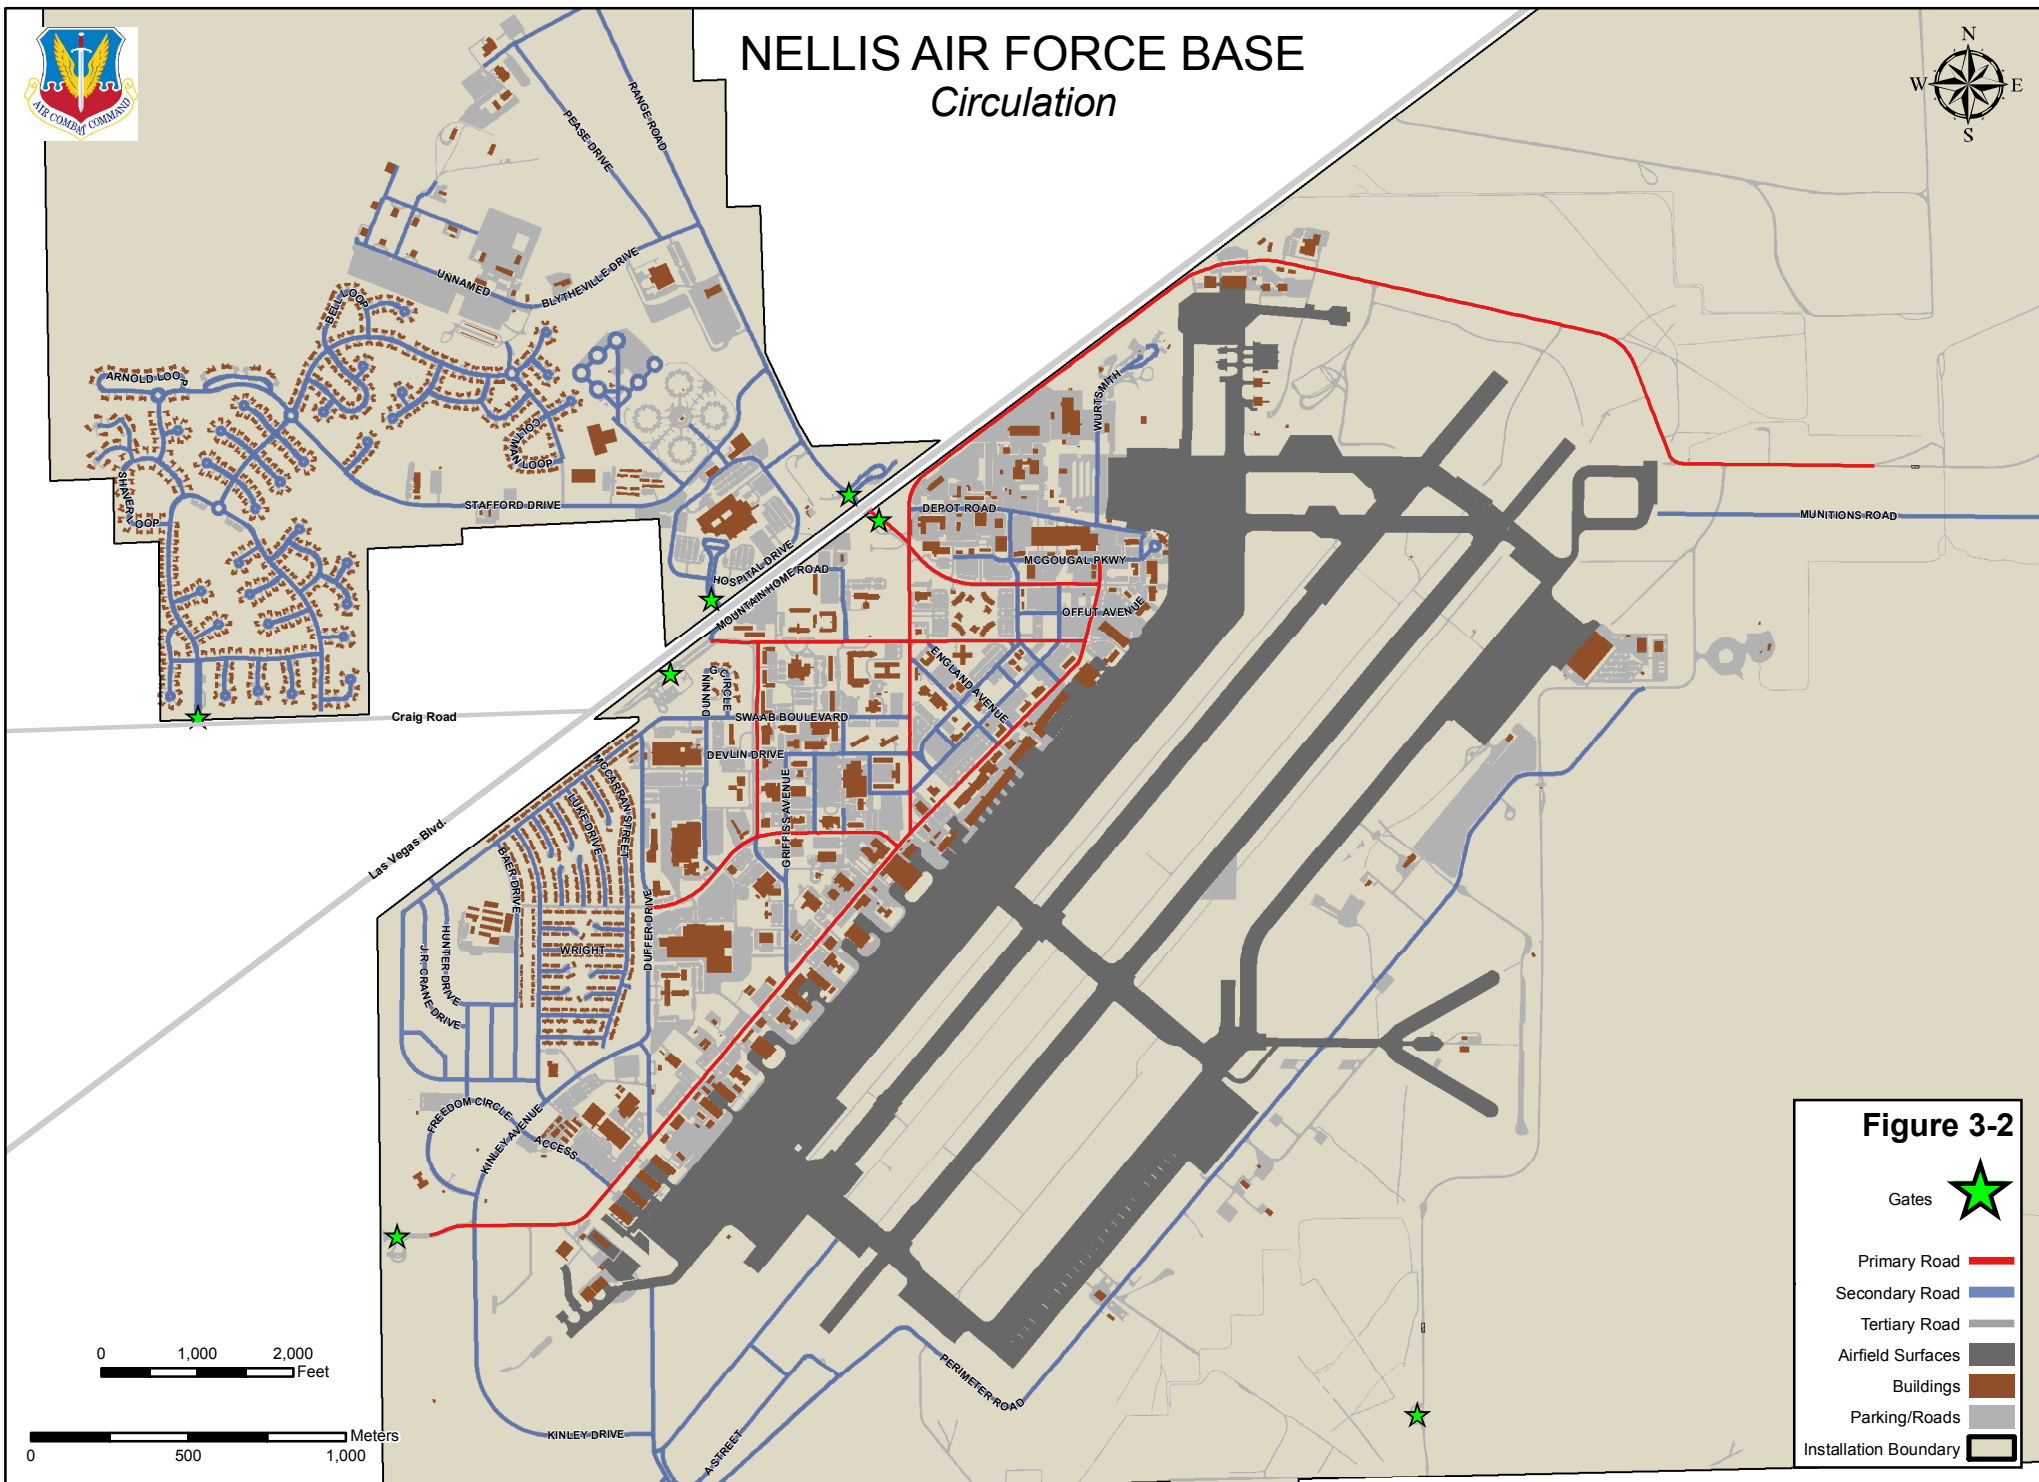 NELLIS AIR FORCE BASE
Circulation
AIR COMBAT COMMAND
N
W
E
S
RANGE ROAD
PEASE DRIVE
UNNAMED
BLYTHEVILLE DRIVE
BELL LOOP
ARNOLD LOOP
COLTMAN LOOP
SHAVER LOOP
STAFFORD DRIVE
WURTSMITH
DEPOT ROAD
MUNITIONS ROAD
HOSPITAL DRIVE
MOUNTAIN HOME ROAD
MCGOUGAL PKWY
OFFUT AVENUE
ENGLAND AVENUE
DUNNING CIRCLE
Craig Road
SWAAB BOULEVARD
DEVLIN DRIVE
MCCARRAN STREET
LUKE DRIVE
GRIFFISS AVENUE
Las Vegas Blvd.
BAER DRIVE
DUFFER DRIVE
WRIGHT
HUNTER DRIVE
J.R. CRANE DRIVE
FREEDOM CIRCLE
KINLEY AVENUE
ACCESS
PERIMETER ROAD
KINLEY DRIVE
A STREET
0 1,000 2,000
Feet
Meters
0 500 1,000
Figure 3-2
Gates
Primary Road
Secondary Road
Tertiary Road
Airfield Surfaces
Buildings
Parking/Roads
Installation Boundary